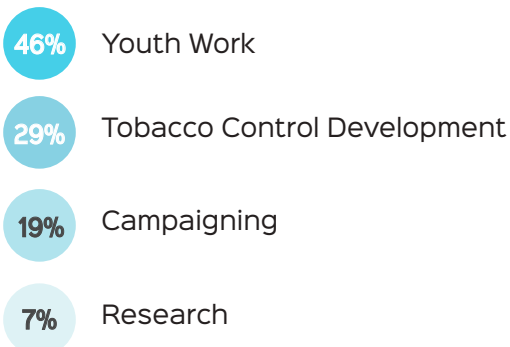 46% Youth Work
29% Tobacco Control Development
19% Campaigning
7% Research